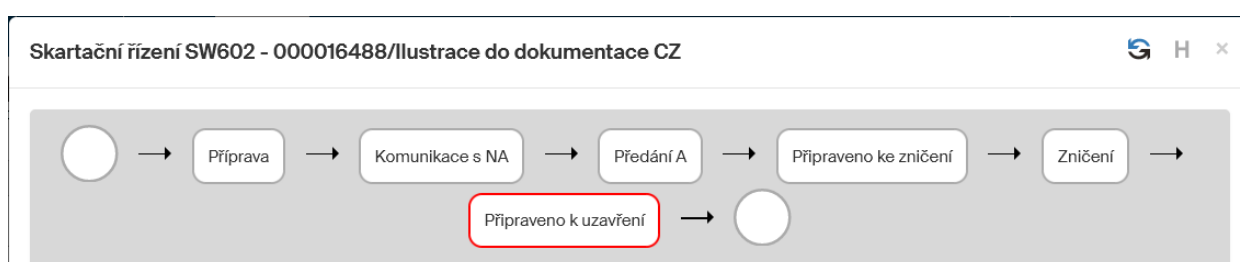 Skartační řízení SW602 - 000016488/Ilustrace do dokumentace CZ H ×
Příprava Komunikace s NA Předání A Připraveno ke zničení Zničení
Připraveno k uzavření